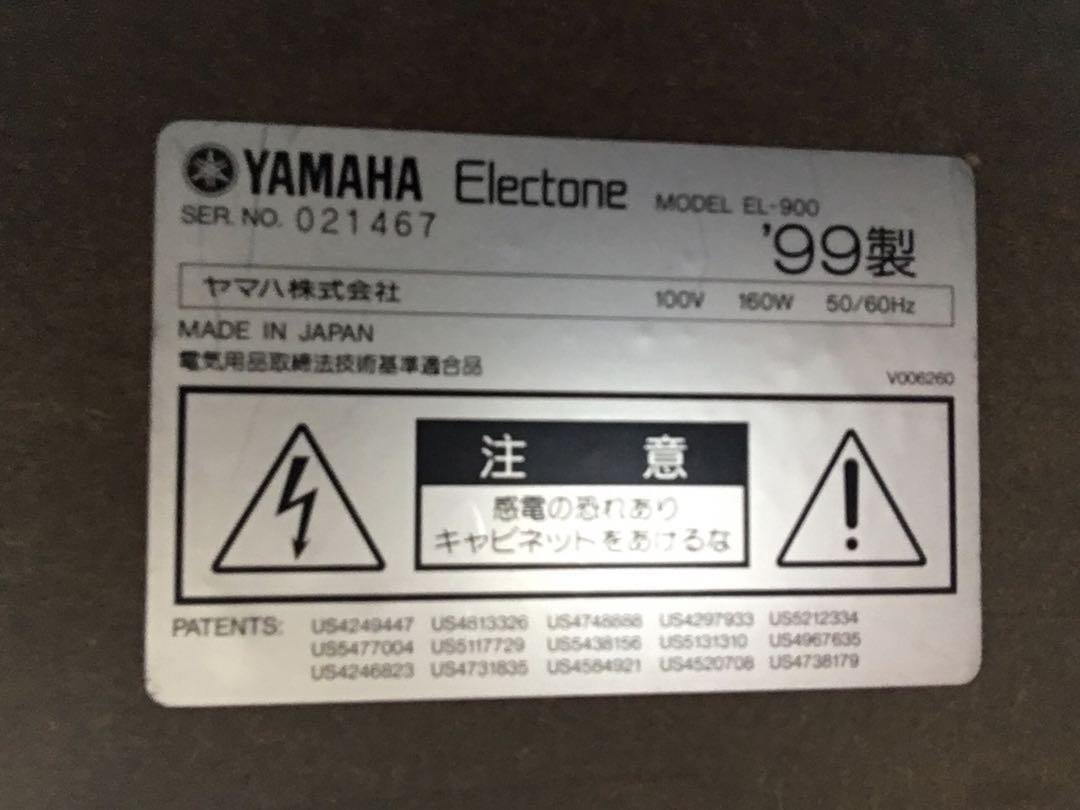 YAMAHA Electone MODEL EL-900
SER. NO. 021467
'99製
ヤマハ株式会社 100V 160W 50/60Hz
MADE IN JAPAN
電気用品取締法技術基準適合品
V006260
注 意
感電の恐れあり
キャビネットをあけるな
PATENTS: US4249447 US4813326 US4748888 US4297933 US5212334
US5477004 US5117729 US5438156 US5131310 US4967635
US4246823 US4731835 US4584921 US4520708 US4738179